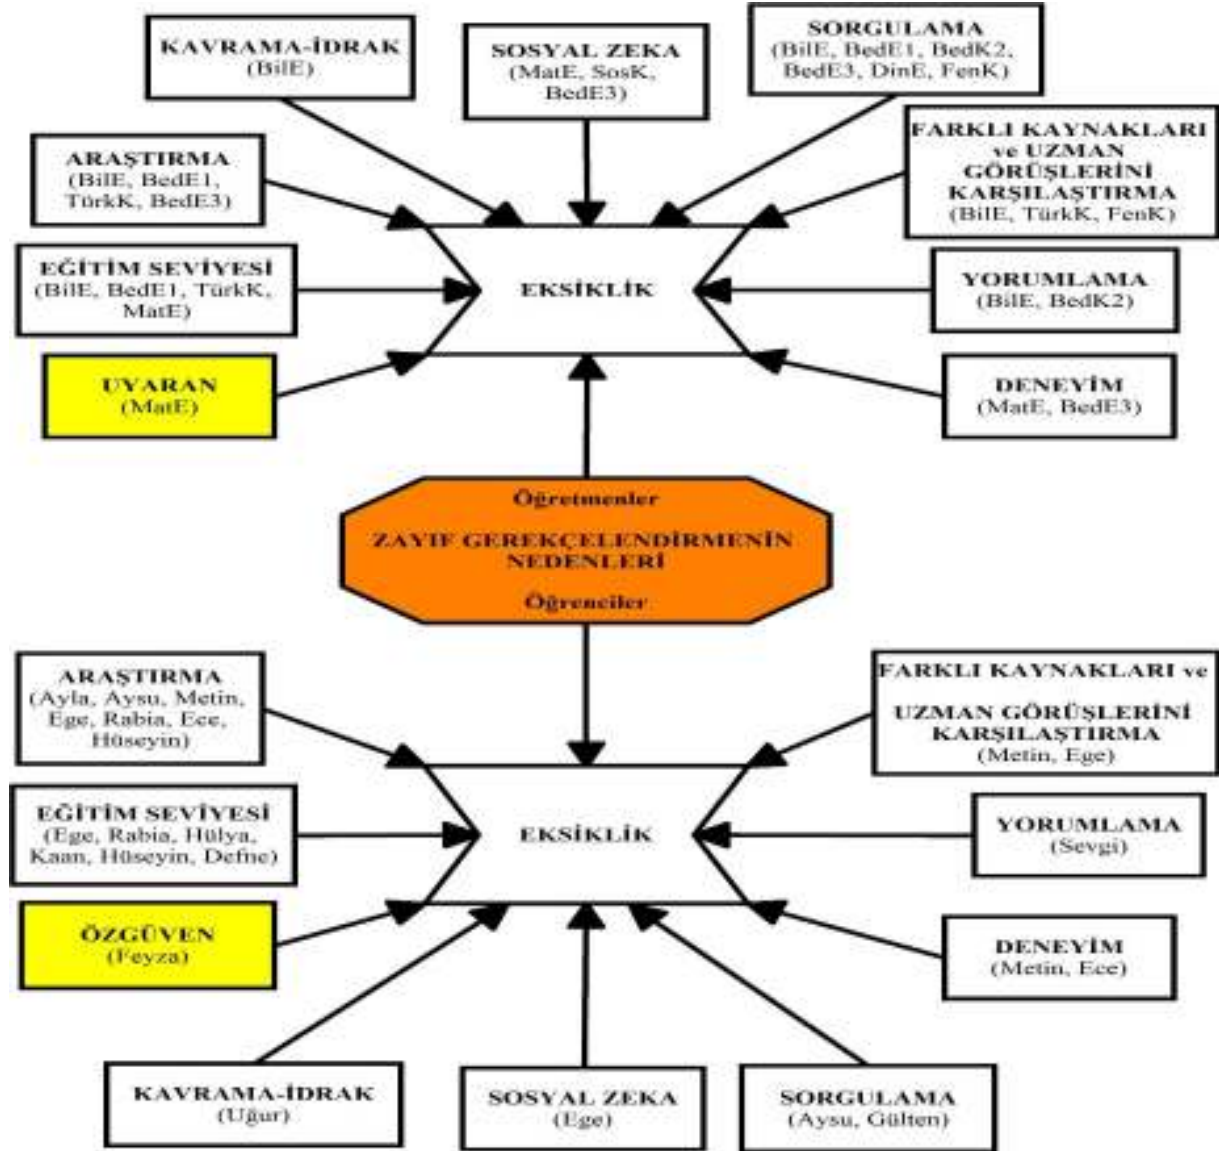 KAVRAMA-İDRAK
(BilE)
SOSYAL ZEKA
(MatE, SosK,
BedE3)
SORGULAMA
(BilE, BedE1, BedK2,
BedE3, DinE, FenK)
ARAŞTIRMA
(BilE, BedE1,
TürkK, BedE3)
FARKLI KAYNAKLARI
ve UZMAN
GÖRÜŞLERİNİ
KARŞILAŞTIRMA
(BilE, TürkK, FenK)
EĞİTİM SEVİYESİ
(BilE, BedE1, TürkK,
MatE)
EKSİKLİK
YORUMLAMA
(BilE, BedK2)
UYARAN
(MatE)
DENEYİM
(MatE, BedE3)
Öğretmenler
ZAYIF GEREKÇELENDİRMENİN
NEDENLERİ
Öğrenciler
ARAŞTIRMA
(Ayla, Aysu, Metin,
Ege, Rabia, Ece,
Hüseyin)
FARKLI KAYNAKLARI ve
UZMAN GÖRÜŞLERİNİ
KARŞILAŞTIRMA
(Metin, Ege)
EĞİTİM SEVİYESİ
(Ege, Rabia, Hülya,
Kaan, Hüseyin, Defne)
EKSİKLİK
YORUMLAMA
(Sevgi)
ÖZGÜVEN
(Feyza)
DENEYİM
(Metin, Ece)
KAVRAMA-İDRAK
(Uğur)
SOSYAL ZEKA
(Ege)
SORGULAMA
(Aysu, Gülten)